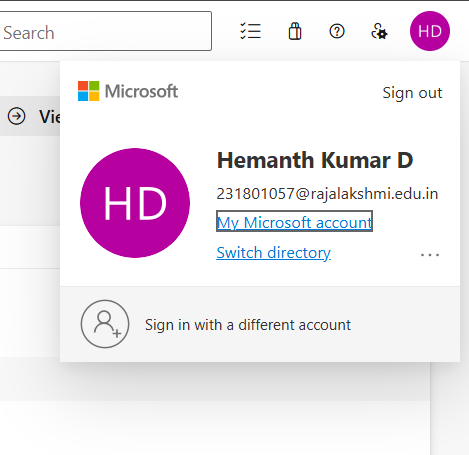 Search
HD
Vie
Microsoft
Sign out
HD
Hemanth Kumar D
231801057@rajalakshmi.edu.in
My Microsoft account
Switch directory
...
Sign in with a different account